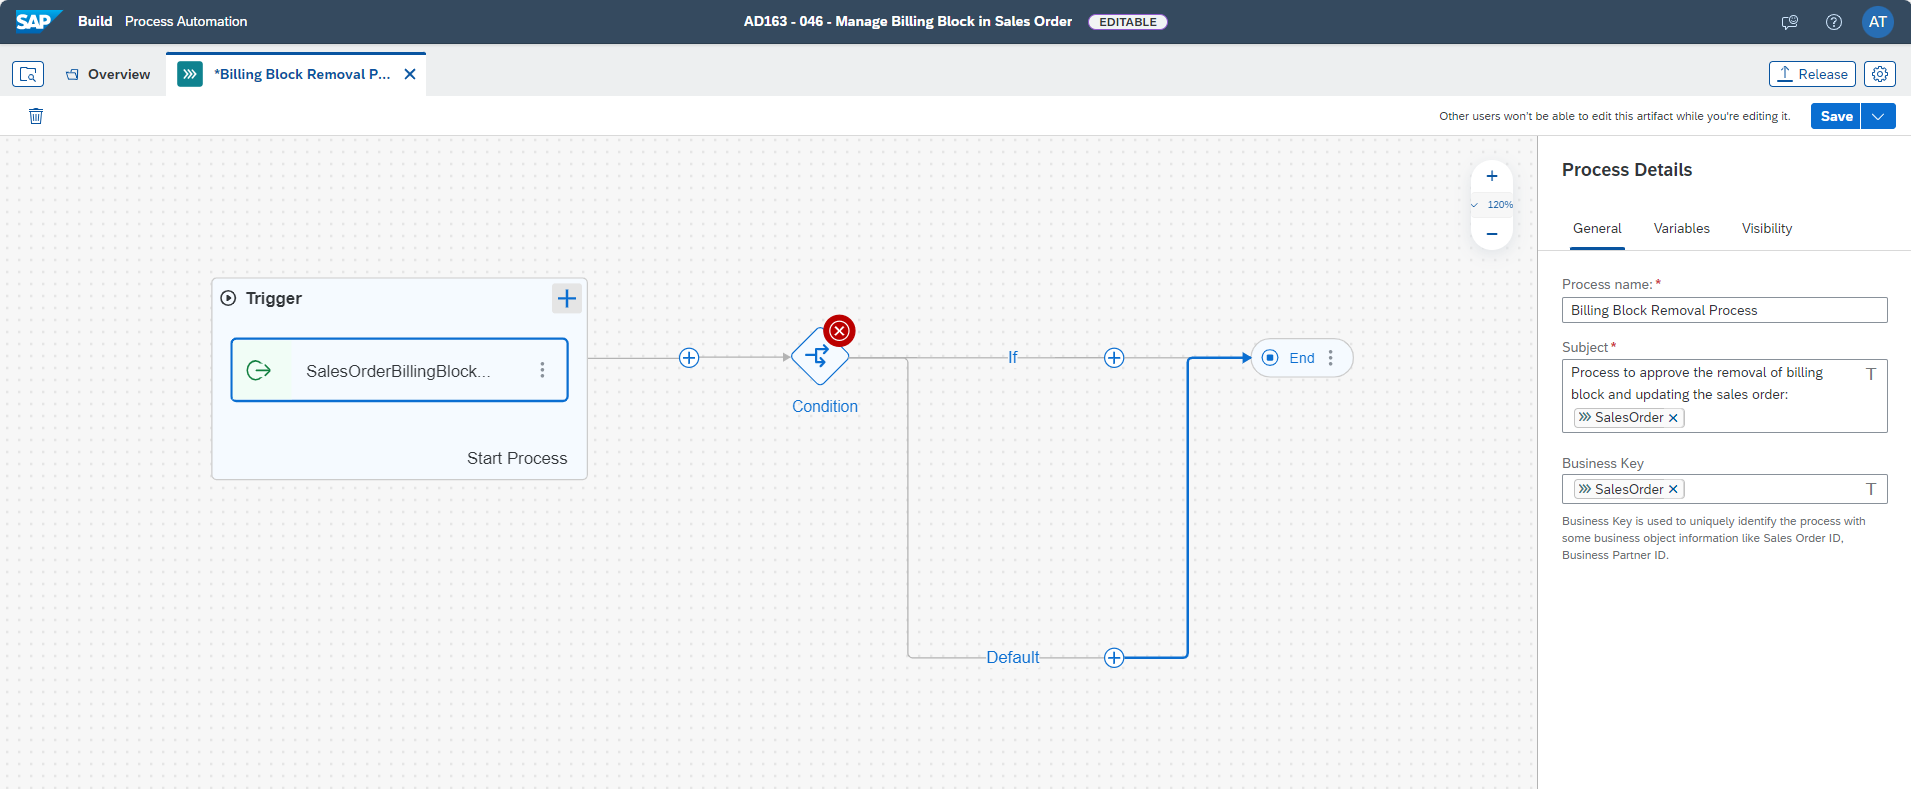 SAP Build Process Automation
AD163 - 046 - Manage Billing Block in Sales Order EDITABLE
AT
Overview
*Billing Block Removal P...
Release
Other users won't be able to edit this artifact while you're editing it.
Save
120%
Trigger
SalesOrderBillingBlock...
Start Process
Condition
If
Default
End
Process Details
General Variables Visibility
Process name: *
Billing Block Removal Process
Subject *
Process to approve the removal of billing
block and updating the sales order:
SalesOrder
Business Key
SalesOrder
Business Key is used to uniquely identify the process with
some business object information like Sales Order ID,
Business Partner ID.